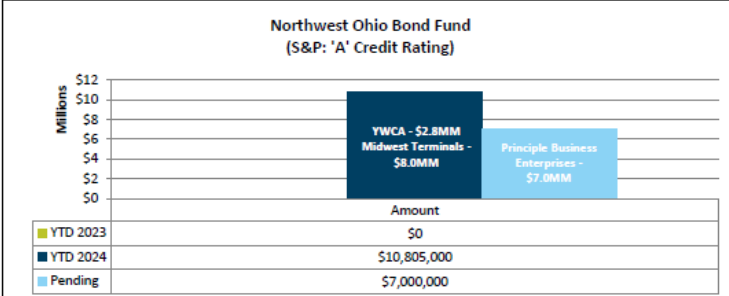 Northwest Ohio Bond Fund
(S&P: 'A' Credit Rating)
Millions
$12
$10
$8
$6
$4
$2
$0
YWCA - $2.8MM
Midwest Terminals -
$8.0MM
Principle Business
Enterprises -
$7.0MM
Amount
YTD 2023 $0
YTD 2024 $10,805,000
Pending $7,000,000